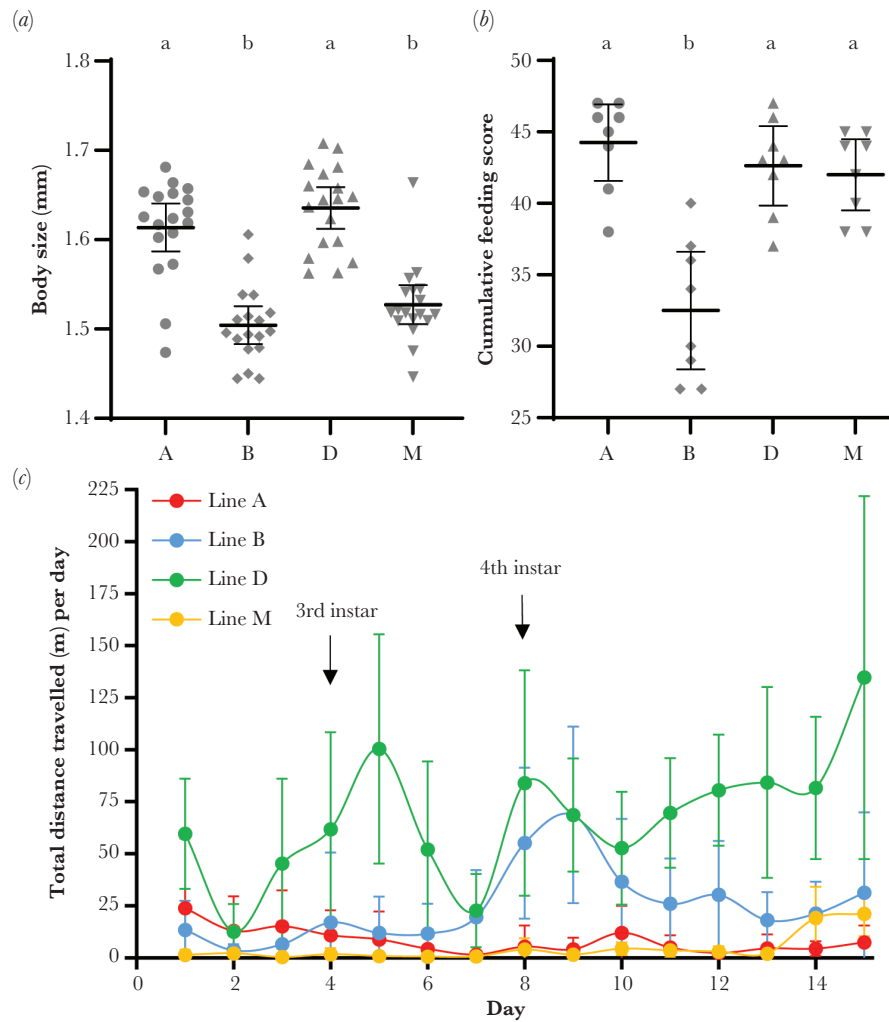 (a)
a b a b
1.8
1.7
1.6
1.5
1.4
Body size (mm)
A B D M
(b)
a b a a
50
45
40
35
30
25
Cumulative feeding score
A B D M
(c)
225
200
175
150
125
100
75
50
25
0
Total distance travelled (m) per day
Line A
Line B
Line D
Line M
3rd instar
4th instar
0 2 4 6 8 10 12 14
Day